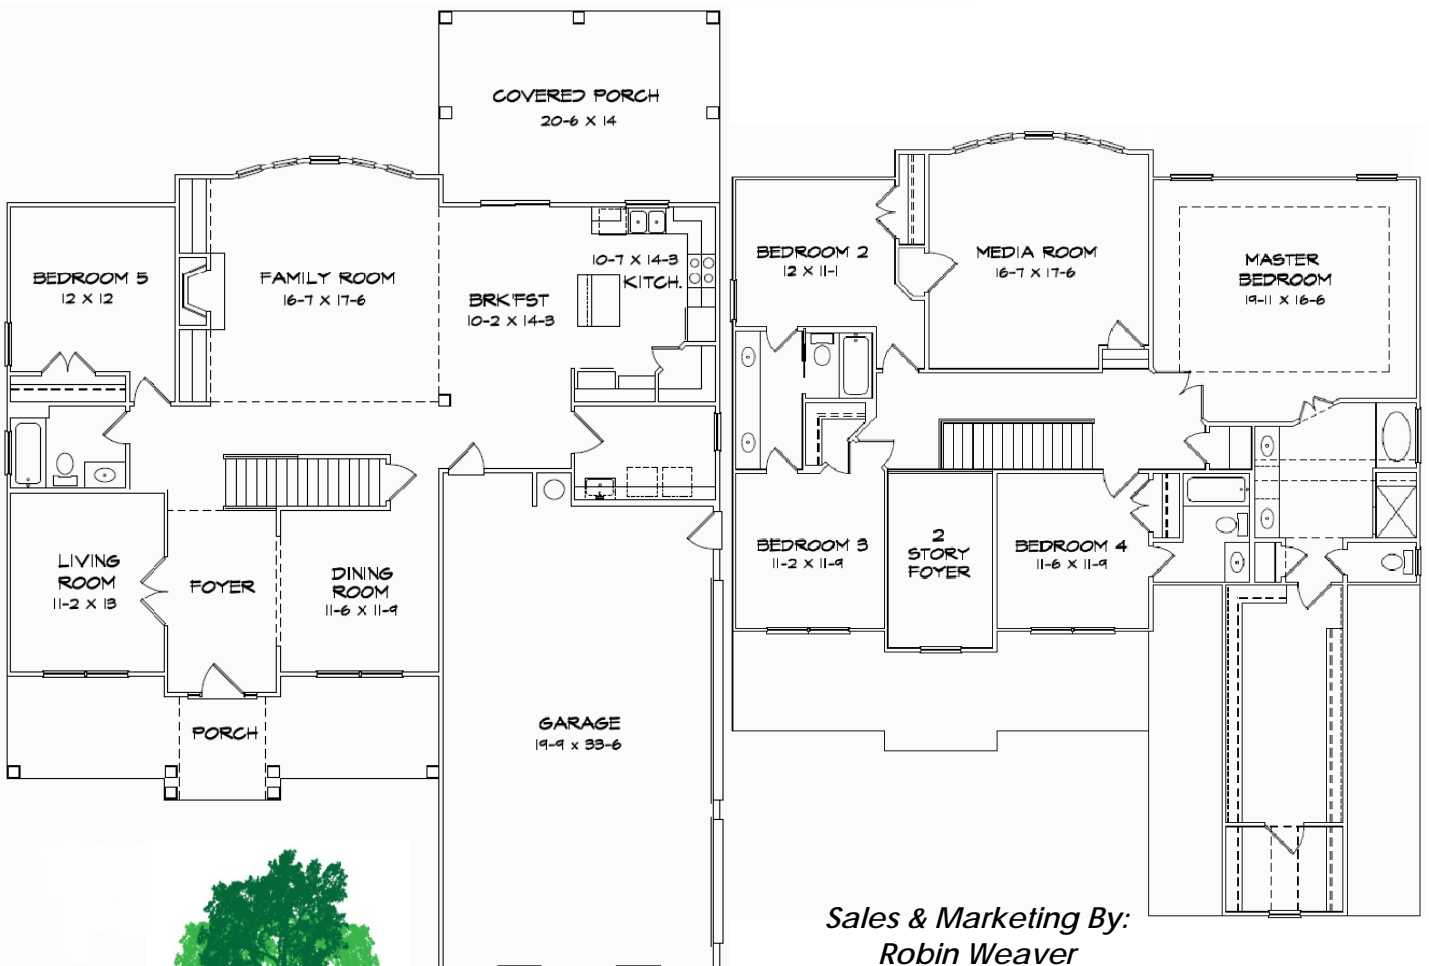 COVERED PORCH
20-6 X 14
BEDROOM 5
12 X 12
FAMILY ROOM
16-7 X 17-6
BRK'FST
10-2 X 14-3
10-7 X 14-3
KITCH.
LIVING
ROOM
11-2 X 13
FOYER
DINING
ROOM
11-6 X 11-9
PORCH
GARAGE
19-9 x 33-6
BEDROOM 2
12 X 11-1
MEDIA ROOM
16-7 X 17-6
MASTER
BEDROOM
19-11 X 16-6
BEDROOM 3
11-2 X 11-9
2
STORY
FOYER
BEDROOM 4
11-6 X 11-9
Sales & Marketing By:
Robin Weaver